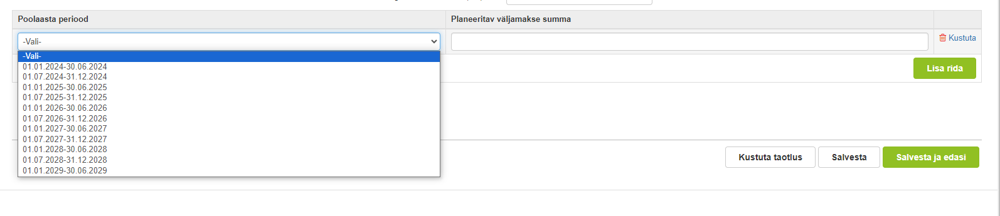 Poolaasta periood
Planeeritav väljamakse summa
-Vali-
Kustuta
-Vali-
01.01.2024-30.06.2024
01.07.2024-31.12.2024
01.01.2025-30.06.2025
01.07.2025-31.12.2025
01.01.2026-30.06.2026
01.07.2026-31.12.2026
01.01.2027-30.06.2027
01.07.2027-31.12.2027
01.01.2028-30.06.2028
01.07.2028-31.12.2028
01.01.2029-30.06.2029
Lisa rida
Kustuta taotlus
Salvesta
Salvesta ja edasi